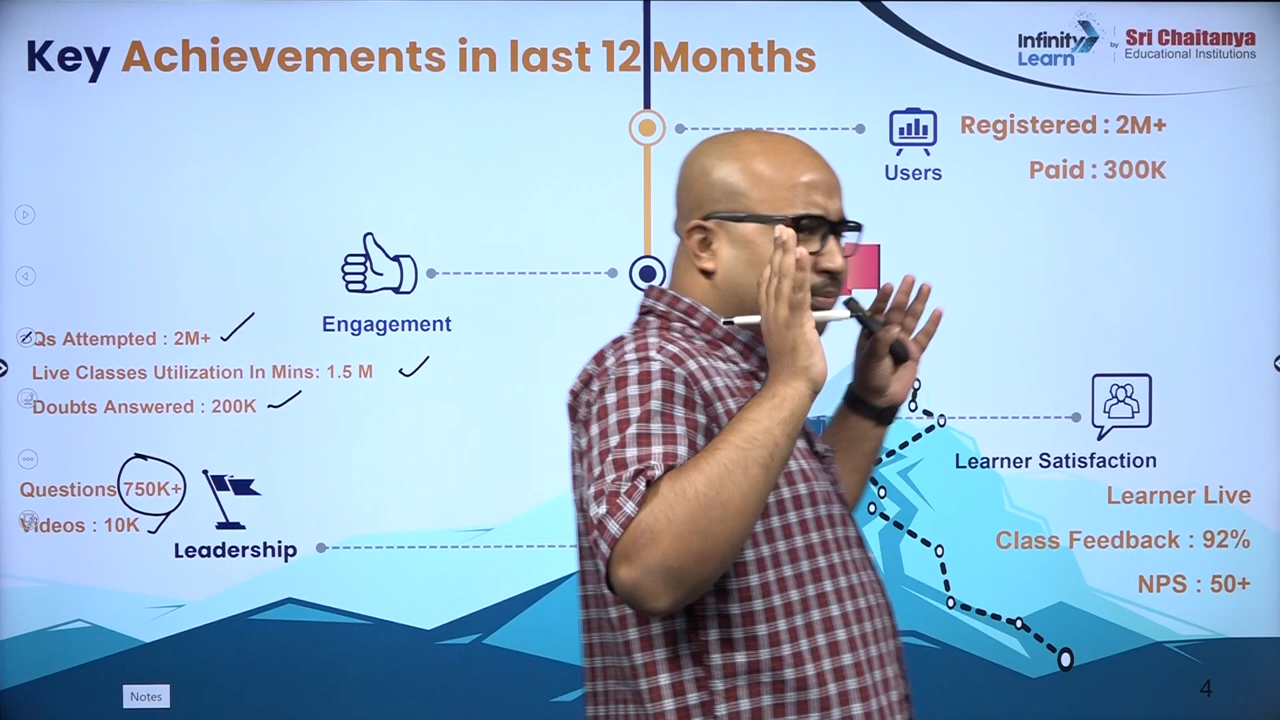 Key Achievements in last 12 Months
Infinity Learn
by
Sri Chaitanya
Educational Institutions
Registered : 2M+
Paid : 300K
Users
Engagement
Qs Attempted : 2M+
Live Classes Utilization In Mins: 1.5 M
Doubts Answered : 200K
Questions 750K+
Videos : 10K
Leadership
Learner Satisfaction
Learner Live
Class Feedback : 92%
NPS : 50+
Notes
4